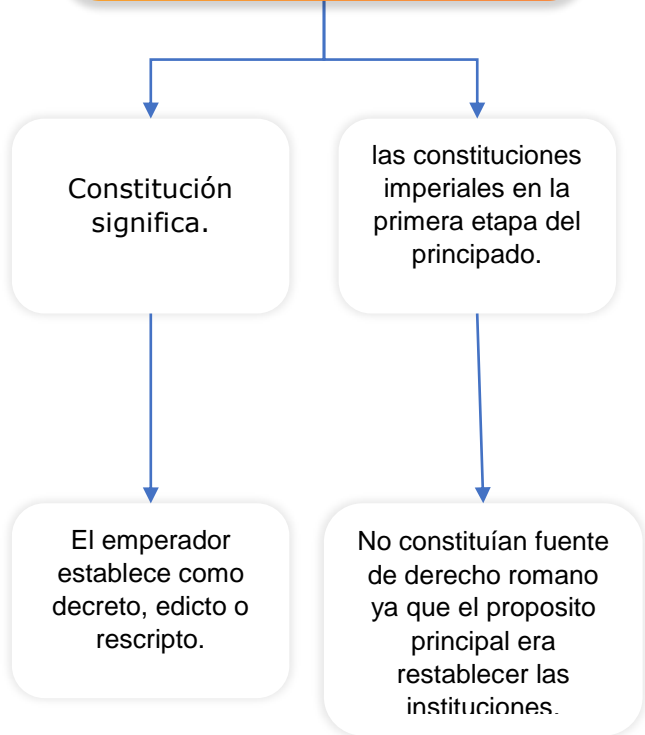 Constitución
significa.
las constituciones
imperiales en la
primera etapa del
principado.
El emperador
establece como
decreto, edicto o
rescripto.
No constituían fuente
de derecho romano
ya que el proposito
principal era
restablecer las
instituciones.